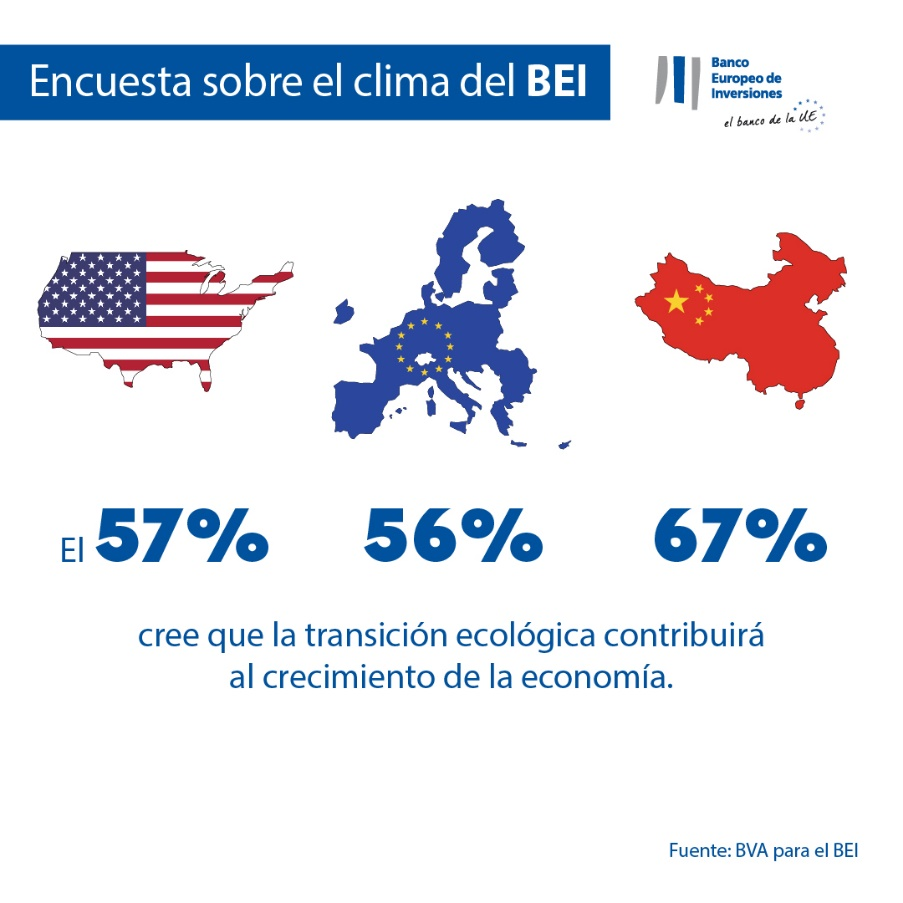 Encuesta sobre el clima del BEI
Banco
Europeo de
Inversiones
el banco de la UE
El 57% 56% 67%
cree que la transición ecológica contribuirá
al crecimiento de la economía.
Fuente: BVA para el BEI